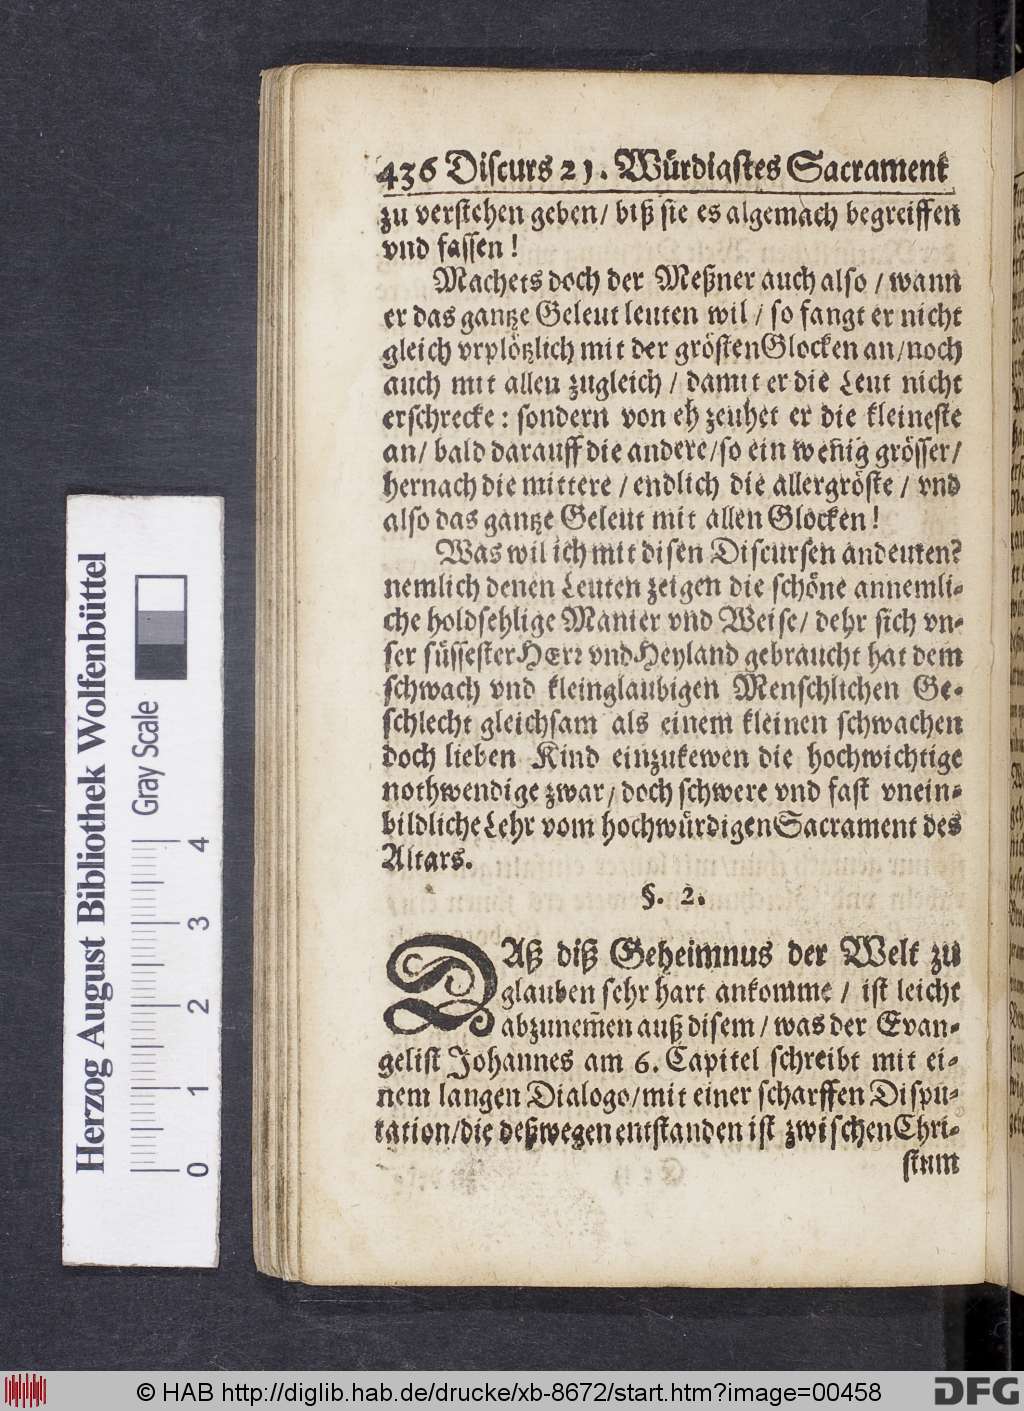 436 Discurs 21. Würdigstes Sacrament
zu verstehen geben/ biß sie es algemach begreiffen
vnd fassen!
Machets doch der Meßner auch also / wann
er das gantze Geleut leuten wil / so fangt er nicht
gleich vrplötzlich mit der grösten Glocken an/noch
auch mit allen zugleich / damit er die Leut nicht
erschrecke: sondern von eh zeuhet er die kleineste
an/ bald darauff die andere/so ein wenig grösser/
hernach die mittere / endlich die allergröste / vnd
also das gantze Geleut mit allen Glocken!
Was wil ich mit disen Discursen andeuten?
nemlich denen Leuten zeigen die schöne annemli-
che holdsehlige Manier vnd Weise/ dehr sich vn-
ser süssester HErr vnd Heyland gebraucht hat dem
schwach vnd kleinglaubigen Menschlichen Ge-
schlecht gleichsam als einem kleinen schwachen
doch lieben Kind einzukewen die hochwichtige
nothwendige zwar/ doch schwere vnd fast vnein-
bildliche Lehr vom hochwürdigen Sacrament des
Altars.
§. 2.
DAß diß Geheimnus der Welt zu
glauben sehr hart ankomme / ist leicht
abzunem̄en auß disem / was der Evan-
gelist Johannes am 6. Capitel schreibt mit ei-
nem langen Dialogo/mit einer scharffen Dispu-
tation/die deßwegen entstanden ist zwischen Chri-
stum
Herzog August Bibliothek Wolfenbüttel
Gray Scale
0 1 2 3 4
© HAB http://diglib.hab.de/drucke/xb-8672/start.htm?image=00458
DFG